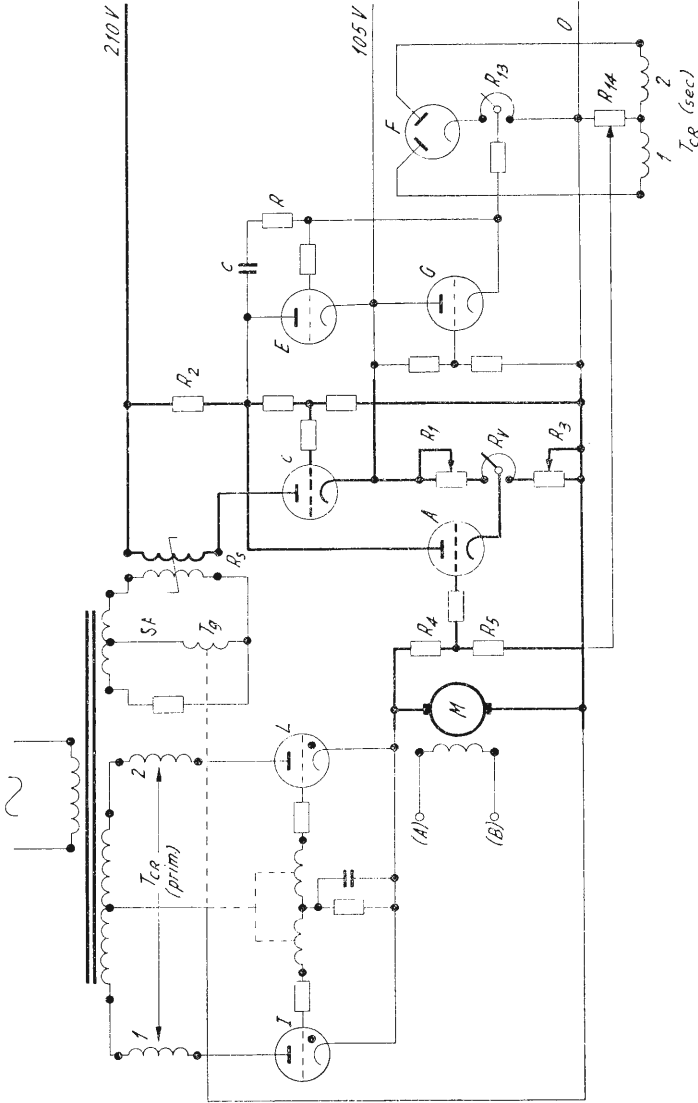 210 V
105 V
0
R2
C
R
E
F
R13
G
R14
1
2
TCR (sec)
C
R1
RV
R3
A
SA
RS
Tg
R4
R5
M
(A)
(B)
L
I
TCR
(prim.)
1
2